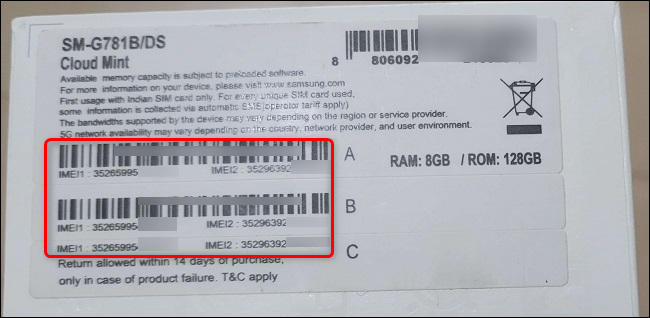 SM-G781B/DS
Cloud Mint
8 806092
Available memory capacity is subject to preloaded software.
For more information on your device, please visit www.samsung.com
First usage with Indian SIM card only. For every unique SIM card used,
some information is collected via automatic SMS(operator tariff apply)
The bandwidths supported by the device may vary depending on the region or service provider.
5G network availability may vary depending on the country, network provider, and user environment.
A
RAM: 8GB / ROM: 128GB
IMEI1 : 35265995 IMEI2 : 35296392
B
IMEI1 : 35265995 IMEI2 : 35296392
IMEI1 : 35265995 IMEI2 : 35296392
C
Return allowed within 14 days of purchase,
only in case of product failure. T&C apply